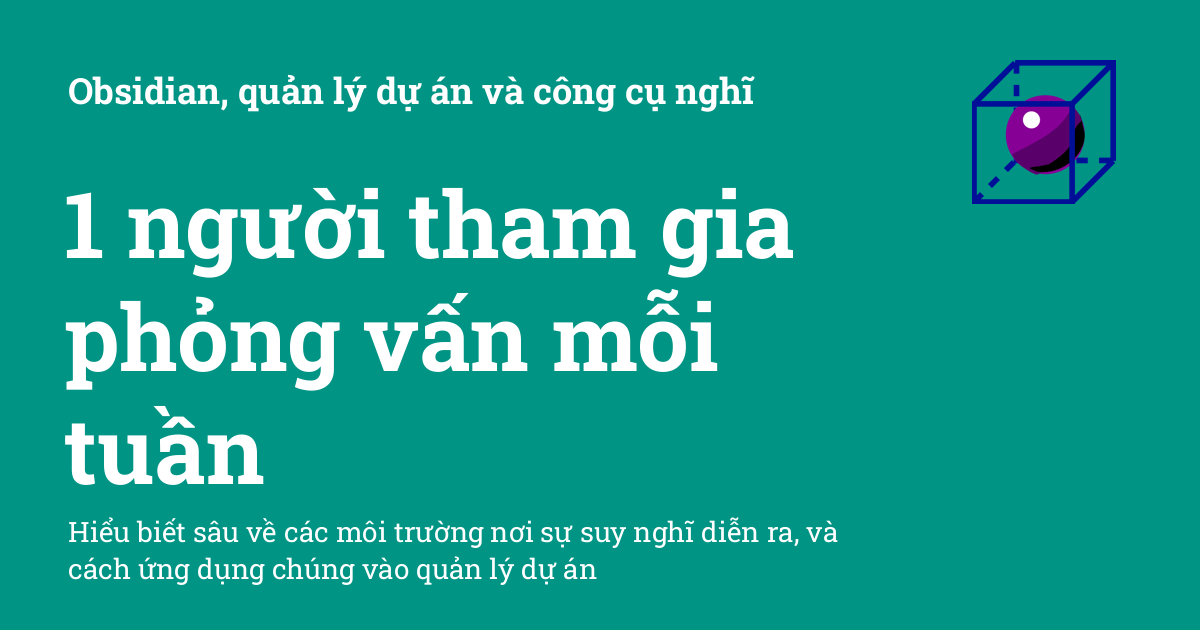 Obsidian, quản lý dự án và công cụ nghĩ
1 người tham gia
phỏng vấn mỗi
tuần
Hiểu biết sâu về các môi trường nơi sự suy nghĩ diễn ra, và
cách ứng dụng chúng vào quản lý dự án